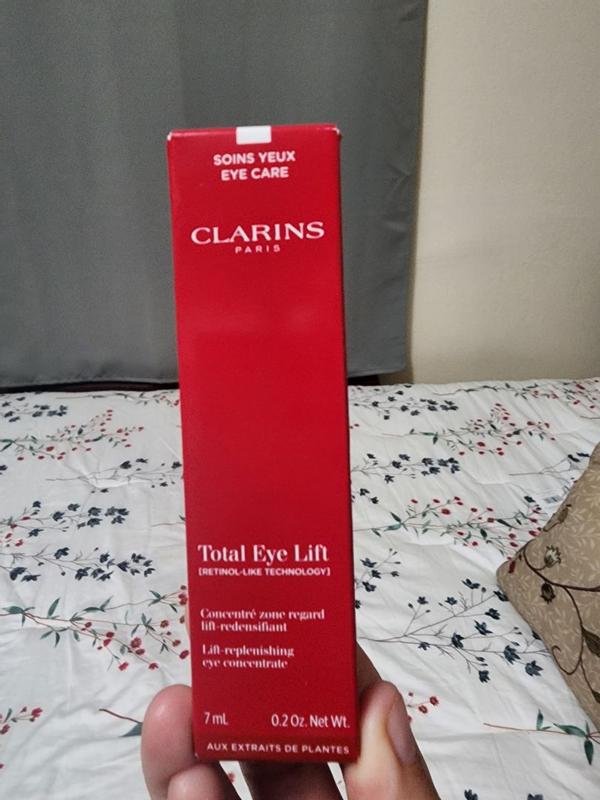 SOINS YEUX
EYE CARE
CLARINS
PARIS
Total Eye Lift
[RETINOL-LIKE TECHNOLOGY]
Concentré zone regard
lift-redensifiant
Lift-replenishing
eye concentrate
7 mL 0.2 Oz. Net Wt.
AUX EXTRAITS DE PLANTES